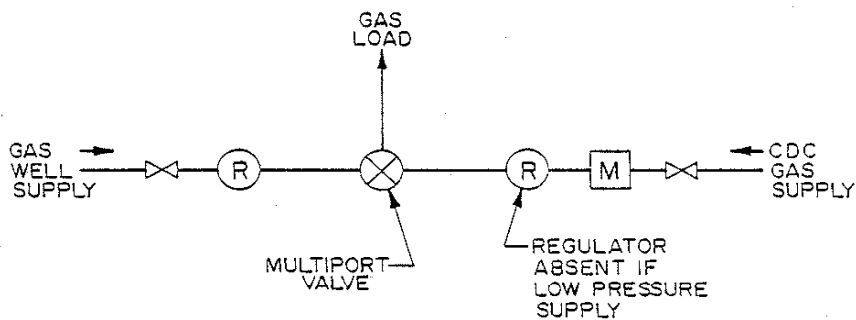 GAS
LOAD
GAS
WELL
SUPPLY
R
R
M
CDC
GAS
SUPPLY
MULTIPORT
VALVE
REGULATOR
ABSENT IF
LOW PRESSURE
SUPPLY